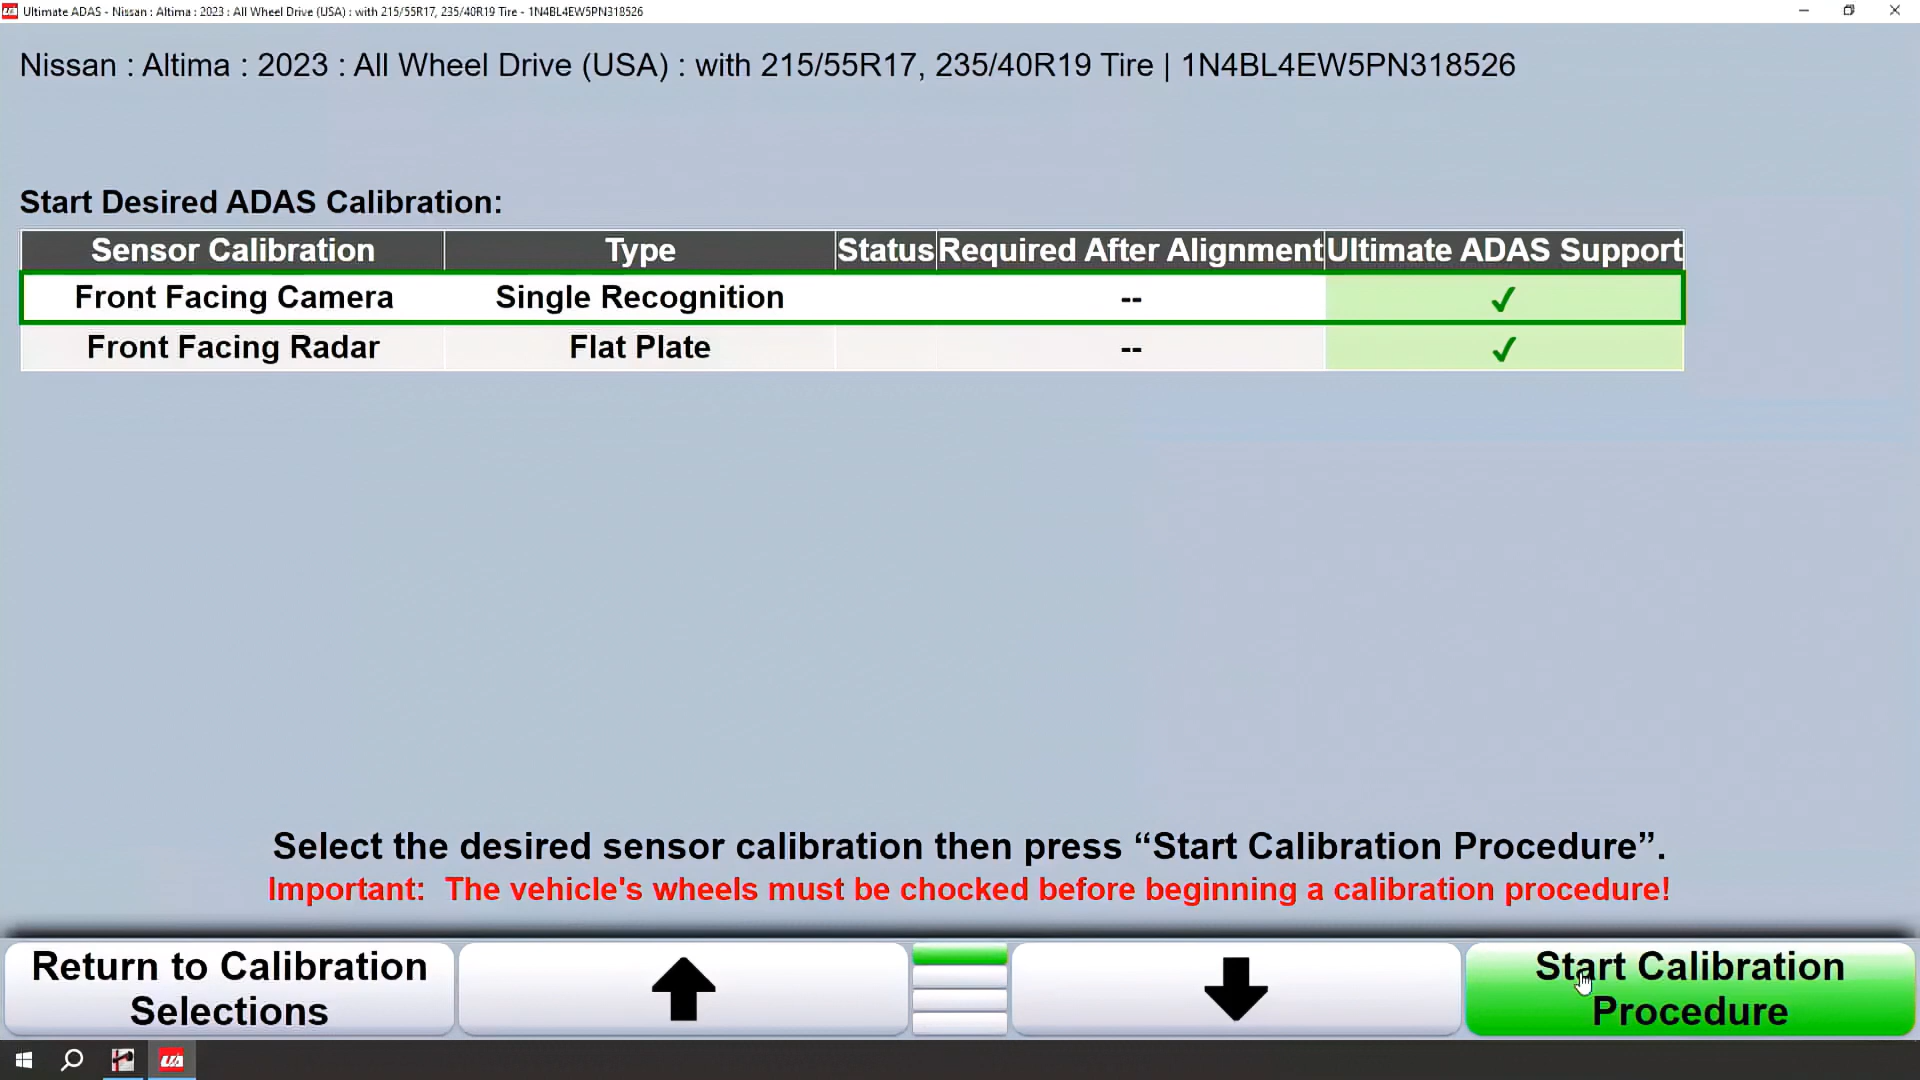 Ultimate ADAS - Nissan : Altima : 2023 : All Wheel Drive (USA) : with 215/55R17, 235/40R19 Tire - 1N4BL4EW5PN318526
Nissan : Altima : 2023 : All Wheel Drive (USA) : with 215/55R17, 235/40R19 Tire | 1N4BL4EW5PN318526
Start Desired ADAS Calibration:
Sensor Calibration Type Status Required After Alignment Ultimate ADAS Support
Front Facing Camera Single Recognition -- ✓
Front Facing Radar Flat Plate -- ✓
Select the desired sensor calibration then press “Start Calibration Procedure”.
Important: The vehicle's wheels must be chocked before beginning a calibration procedure!
Return to Calibration
Selections
Start Calibration
Procedure
UA